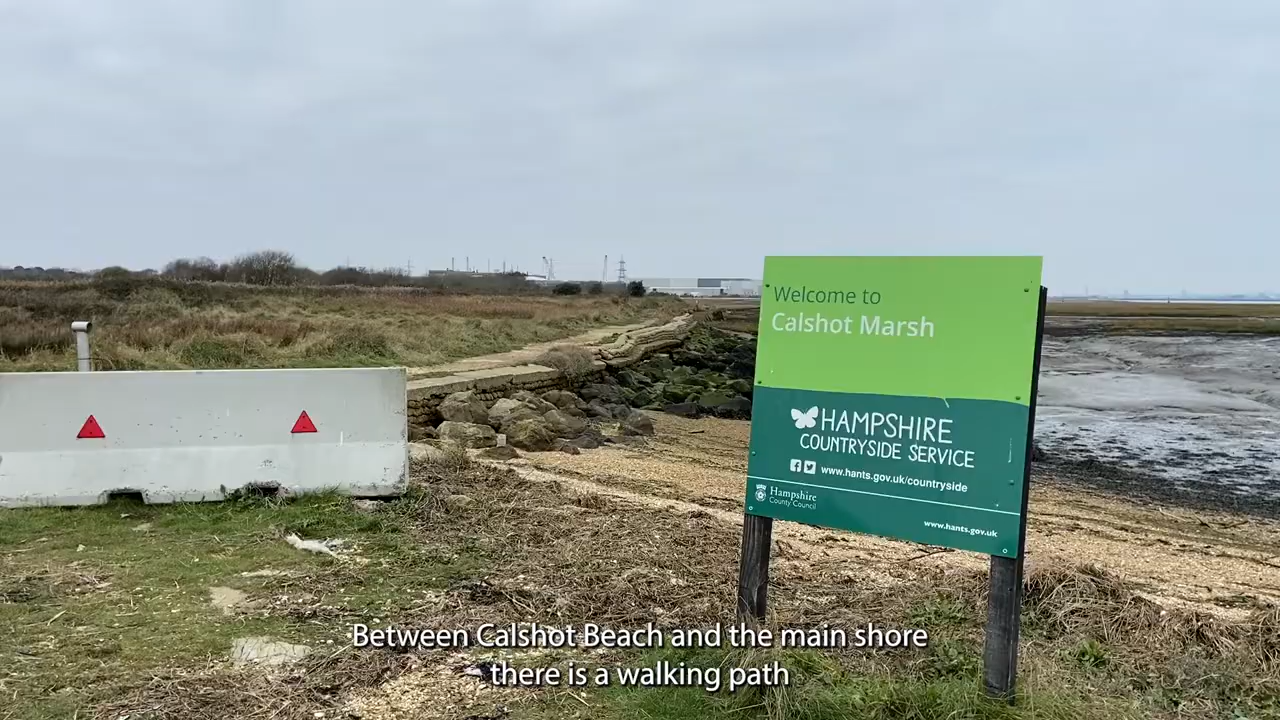 Welcome to
Calshot Marsh
HAMPSHIRE
COUNTRYSIDE SERVICE
www.hants.gov.uk/countryside
Hampshire
County Council
www.hants.gov.uk
Between Calshot Beach and the main shore
there is a walking path